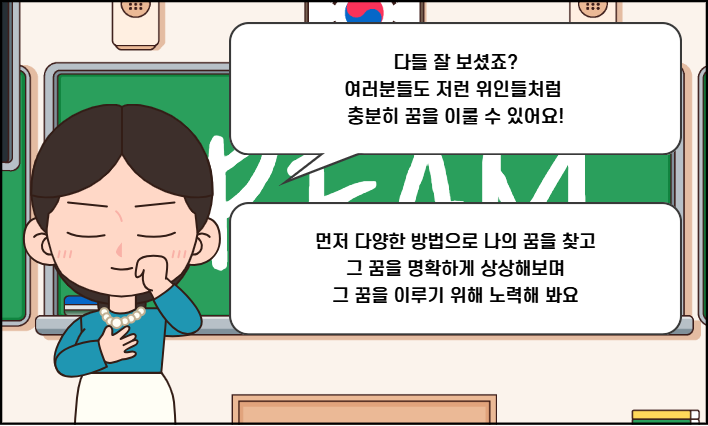 다들 잘 보셨죠?
여러분들도 저런 위인들처럼
충분히 꿈을 이룰 수 있어요!
DREAM
먼저 다양한 방법으로 나의 꿈을 찾고
그 꿈을 명확하게 상상해보며
그 꿈을 이루기 위해 노력해 봐요